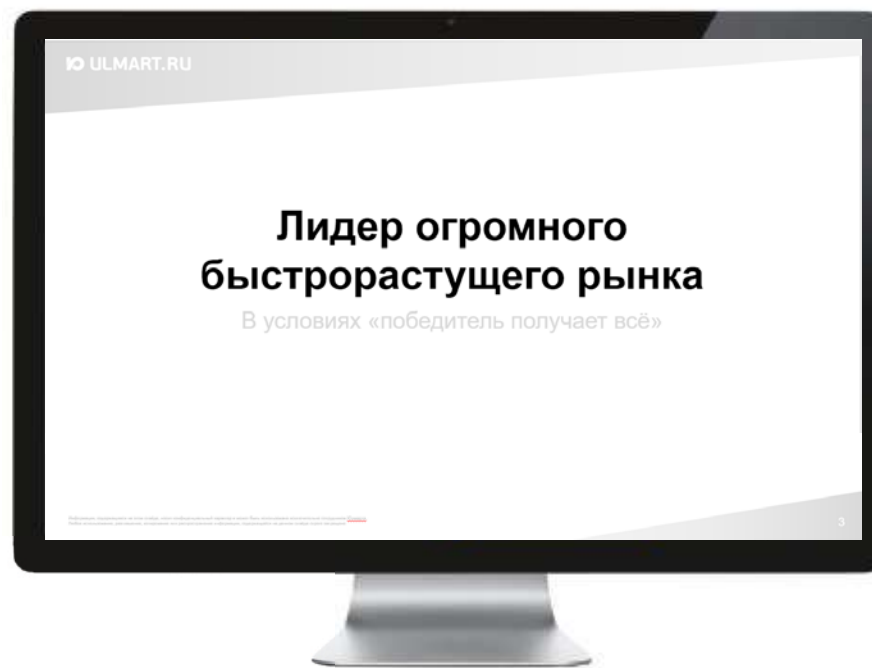 Ю ULMART.RU
Лидер огромного
быстрорастущего рынка
В условиях «победитель получает всё»
3